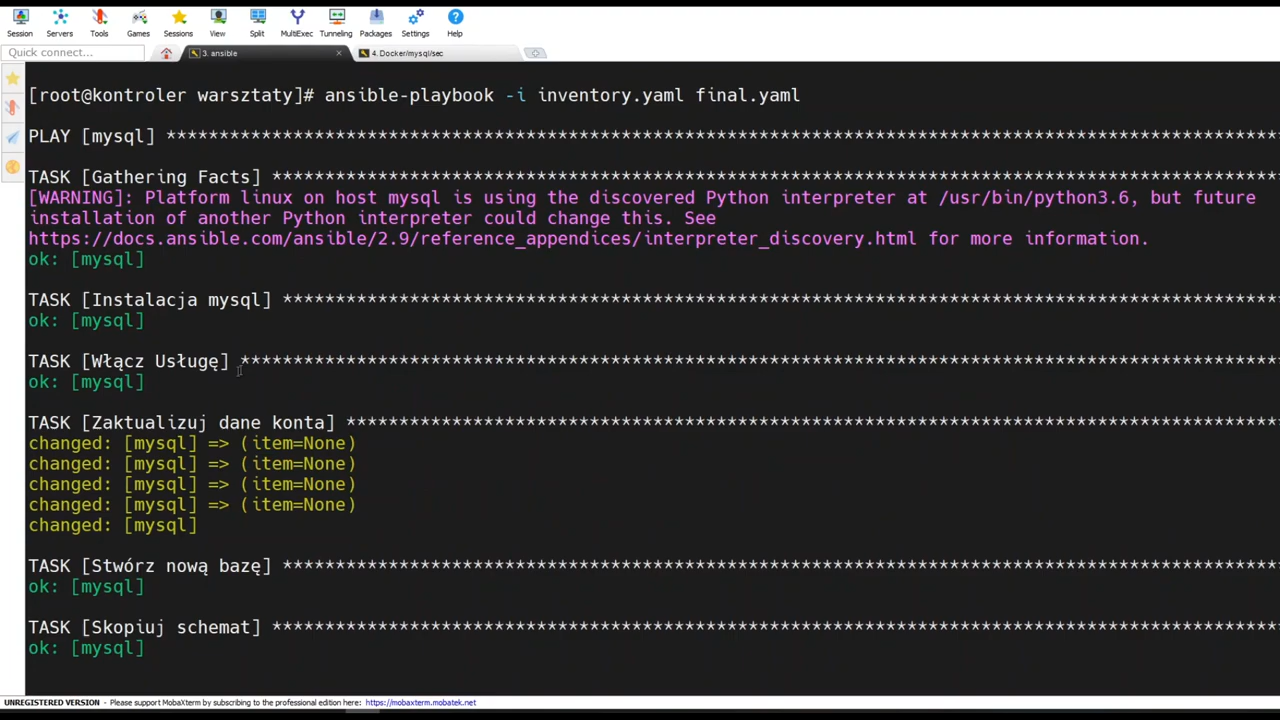 Session Servers Tools Games Sessions View Split MultiExec Tunneling Packages Settings Help
Quick connect... 3. ansible 4. Docker/mysql/sec
[root@kontroler warsztaty]# ansible-playbook -i inventory.yaml final.yaml
PLAY [mysql] ******************************************************************************************************
TASK [Gathering Facts] ************************************************************************************************
[WARNING]: Platform linux on host mysql is using the discovered Python interpreter at /usr/bin/python3.6, but future
installation of another Python interpreter could change this. See
https://docs.ansible.com/ansible/2.9/reference_appendices/interpreter_discovery.html for more information.
ok: [mysql]
TASK [Instalacja mysql] ***********************************************************************************************
ok: [mysql]
TASK [Włącz Usługę] ***************************************************************************************************
ok: [mysql]
TASK [Zaktualizuj dane konta] *****************************************************************************************
changed: [mysql] => (item=None)
changed: [mysql] => (item=None)
changed: [mysql] => (item=None)
changed: [mysql] => (item=None)
changed: [mysql]
TASK [Stwórz nową bazę] ***********************************************************************************************
ok: [mysql]
TASK [Skopiuj schemat] ************************************************************************************************
ok: [mysql]
UNREGISTERED VERSION - Please support MobaXterm by subscribing to the professional edition here: https://mobaxterm.mobatek.net